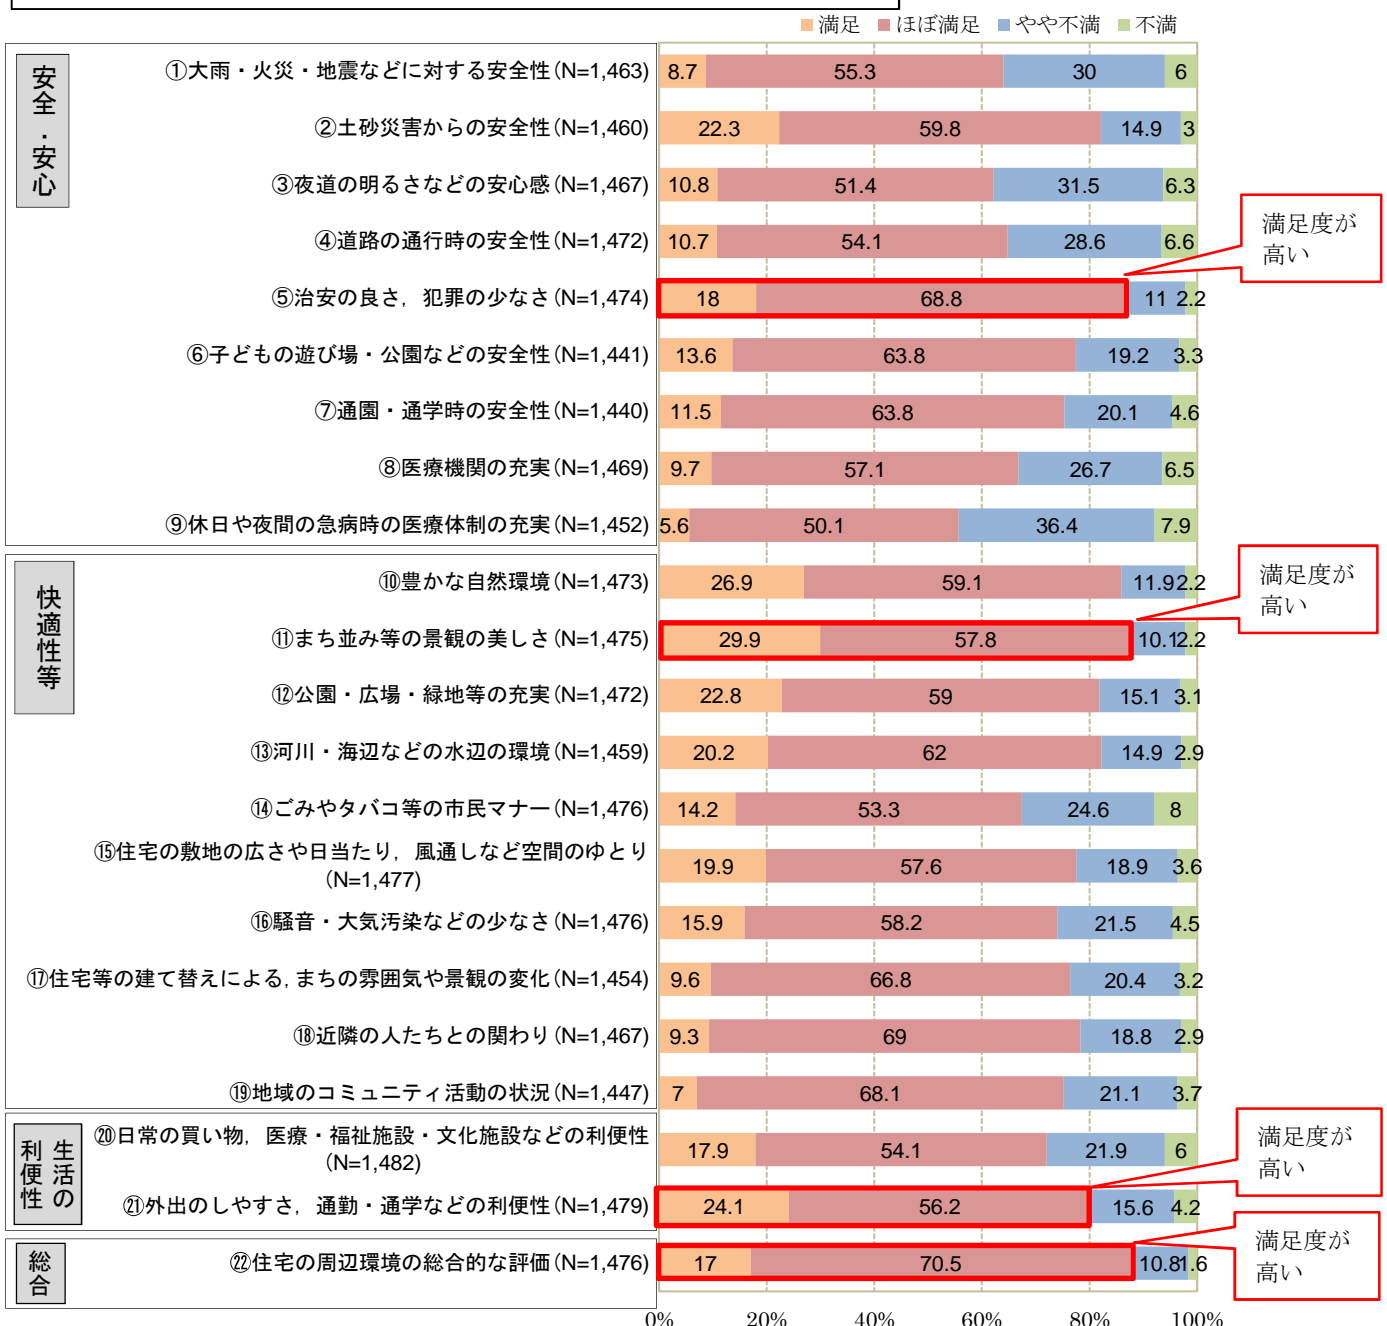 満足 ほぼ満足 やや不満 不満
安全・安心
①大雨・火災・地震などに対する安全性(N=1,463) 8.7 55.3 30 6
②土砂災害からの安全性(N=1,460) 22.3 59.8 14.9 3
③夜道の明るさなどの安心感(N=1,467) 10.8 51.4 31.5 6.3
④道路の通行時の安全性(N=1,472) 10.7 54.1 28.6 6.6
満足度が
高い
⑤治安の良さ，犯罪の少なさ(N=1,474) 18 68.8 11 2.2
⑥子どもの遊び場・公園などの安全性(N=1,441) 13.6 63.8 19.2 3.3
⑦通園・通学時の安全性(N=1,440) 11.5 63.8 20.1 4.6
⑧医療機関の充実(N=1,469) 9.7 57.1 26.7 6.5
⑨休日や夜間の急病時の医療体制の充実(N=1,452) 5.6 50.1 36.4 7.9
快適性等
⑩豊かな自然環境(N=1,473) 26.9 59.1 11.9 2.2
満足度が
高い
⑪まち並み等の景観の美しさ(N=1,475) 29.9 57.8 10.1 2.2
⑫公園・広場・緑地等の充実(N=1,472) 22.8 59 15.1 3.1
⑬河川・海辺などの水辺の環境(N=1,459) 20.2 62 14.9 2.9
⑭ごみやタバコ等の市民マナー(N=1,476) 14.2 53.3 24.6 8
⑮住宅の敷地の広さや日当たり，風通しなど空間のゆとり
(N=1,477) 19.9 57.6 18.9 3.6
⑯騒音・大気汚染などの少なさ(N=1,476) 15.9 58.2 21.5 4.5
⑰住宅等の建て替えによる，まちの雰囲気や景観の変化(N=1,454) 9.6 66.8 20.4 3.2
⑱近隣の人たちとの関わり(N=1,467) 9.3 69 18.8 2.9
⑲地域のコミュニティ活動の状況(N=1,447) 7 68.1 21.1 3.7
生活の
利便性
⑳日常の買い物，医療・福祉施設・文化施設などの利便性
(N=1,482) 17.9 54.1 21.9 6
満足度が
高い
㉑外出のしやすさ，通勤・通学などの利便性(N=1,479) 24.1 56.2 15.6 4.2
総合
㉒住宅の周辺環境の総合的な評価(N=1,476) 17 70.5 10.8 1.6
満足度が
高い
0% 20% 40% 60% 80% 100%